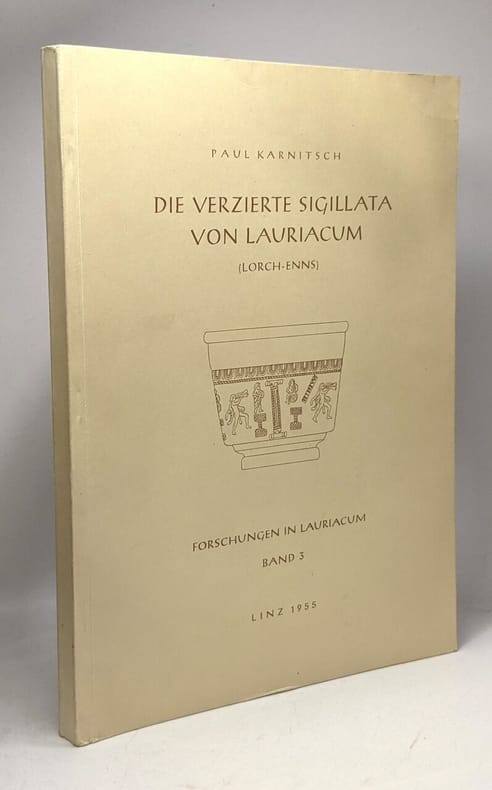 PAUL KARNITSCH
DIE VERZIERTE SIGILLATA
VON LAURIACUM
(LORCH-ENNS)
FORSCHUNGEN IN LAURIACUM
BAND 3
LINZ 1955